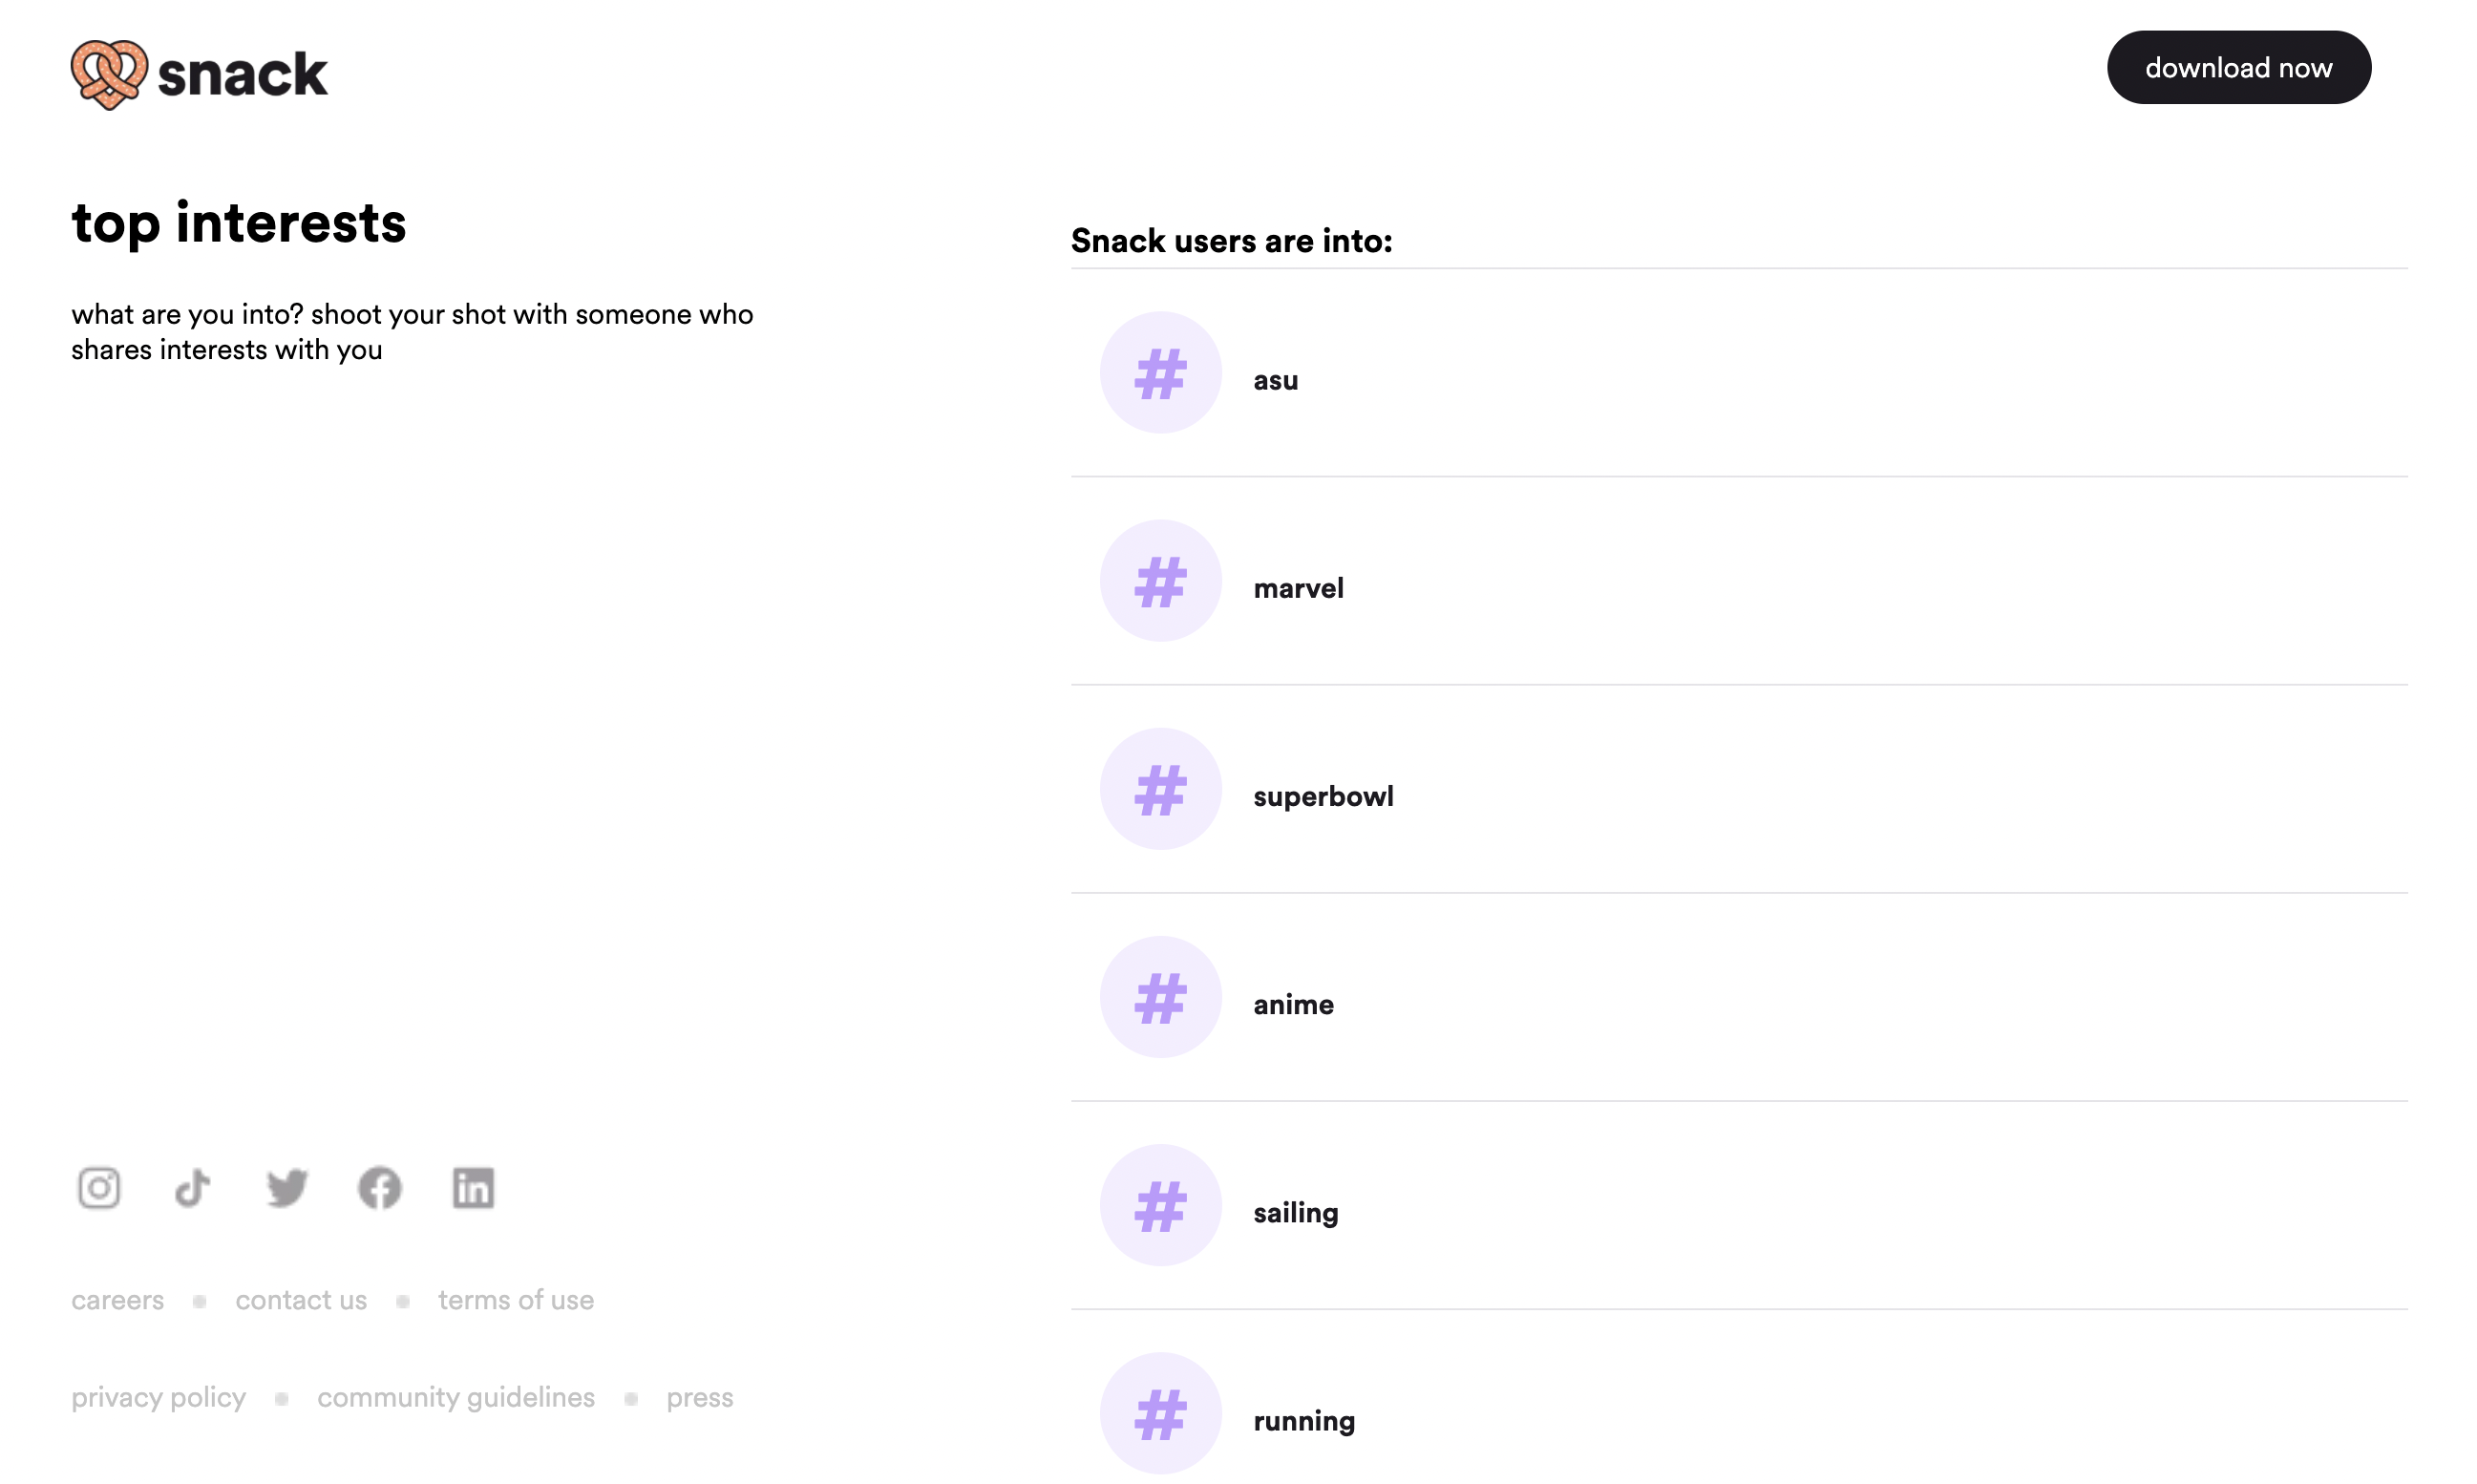 snack
download now
top interests
what are you into? shoot your shot with someone who
shares interests with you
Snack users are into:
# asu
# marvel
# superbowl
# anime
# sailing
# running
careers
contact us
terms of use
privacy policy
community guidelines
press